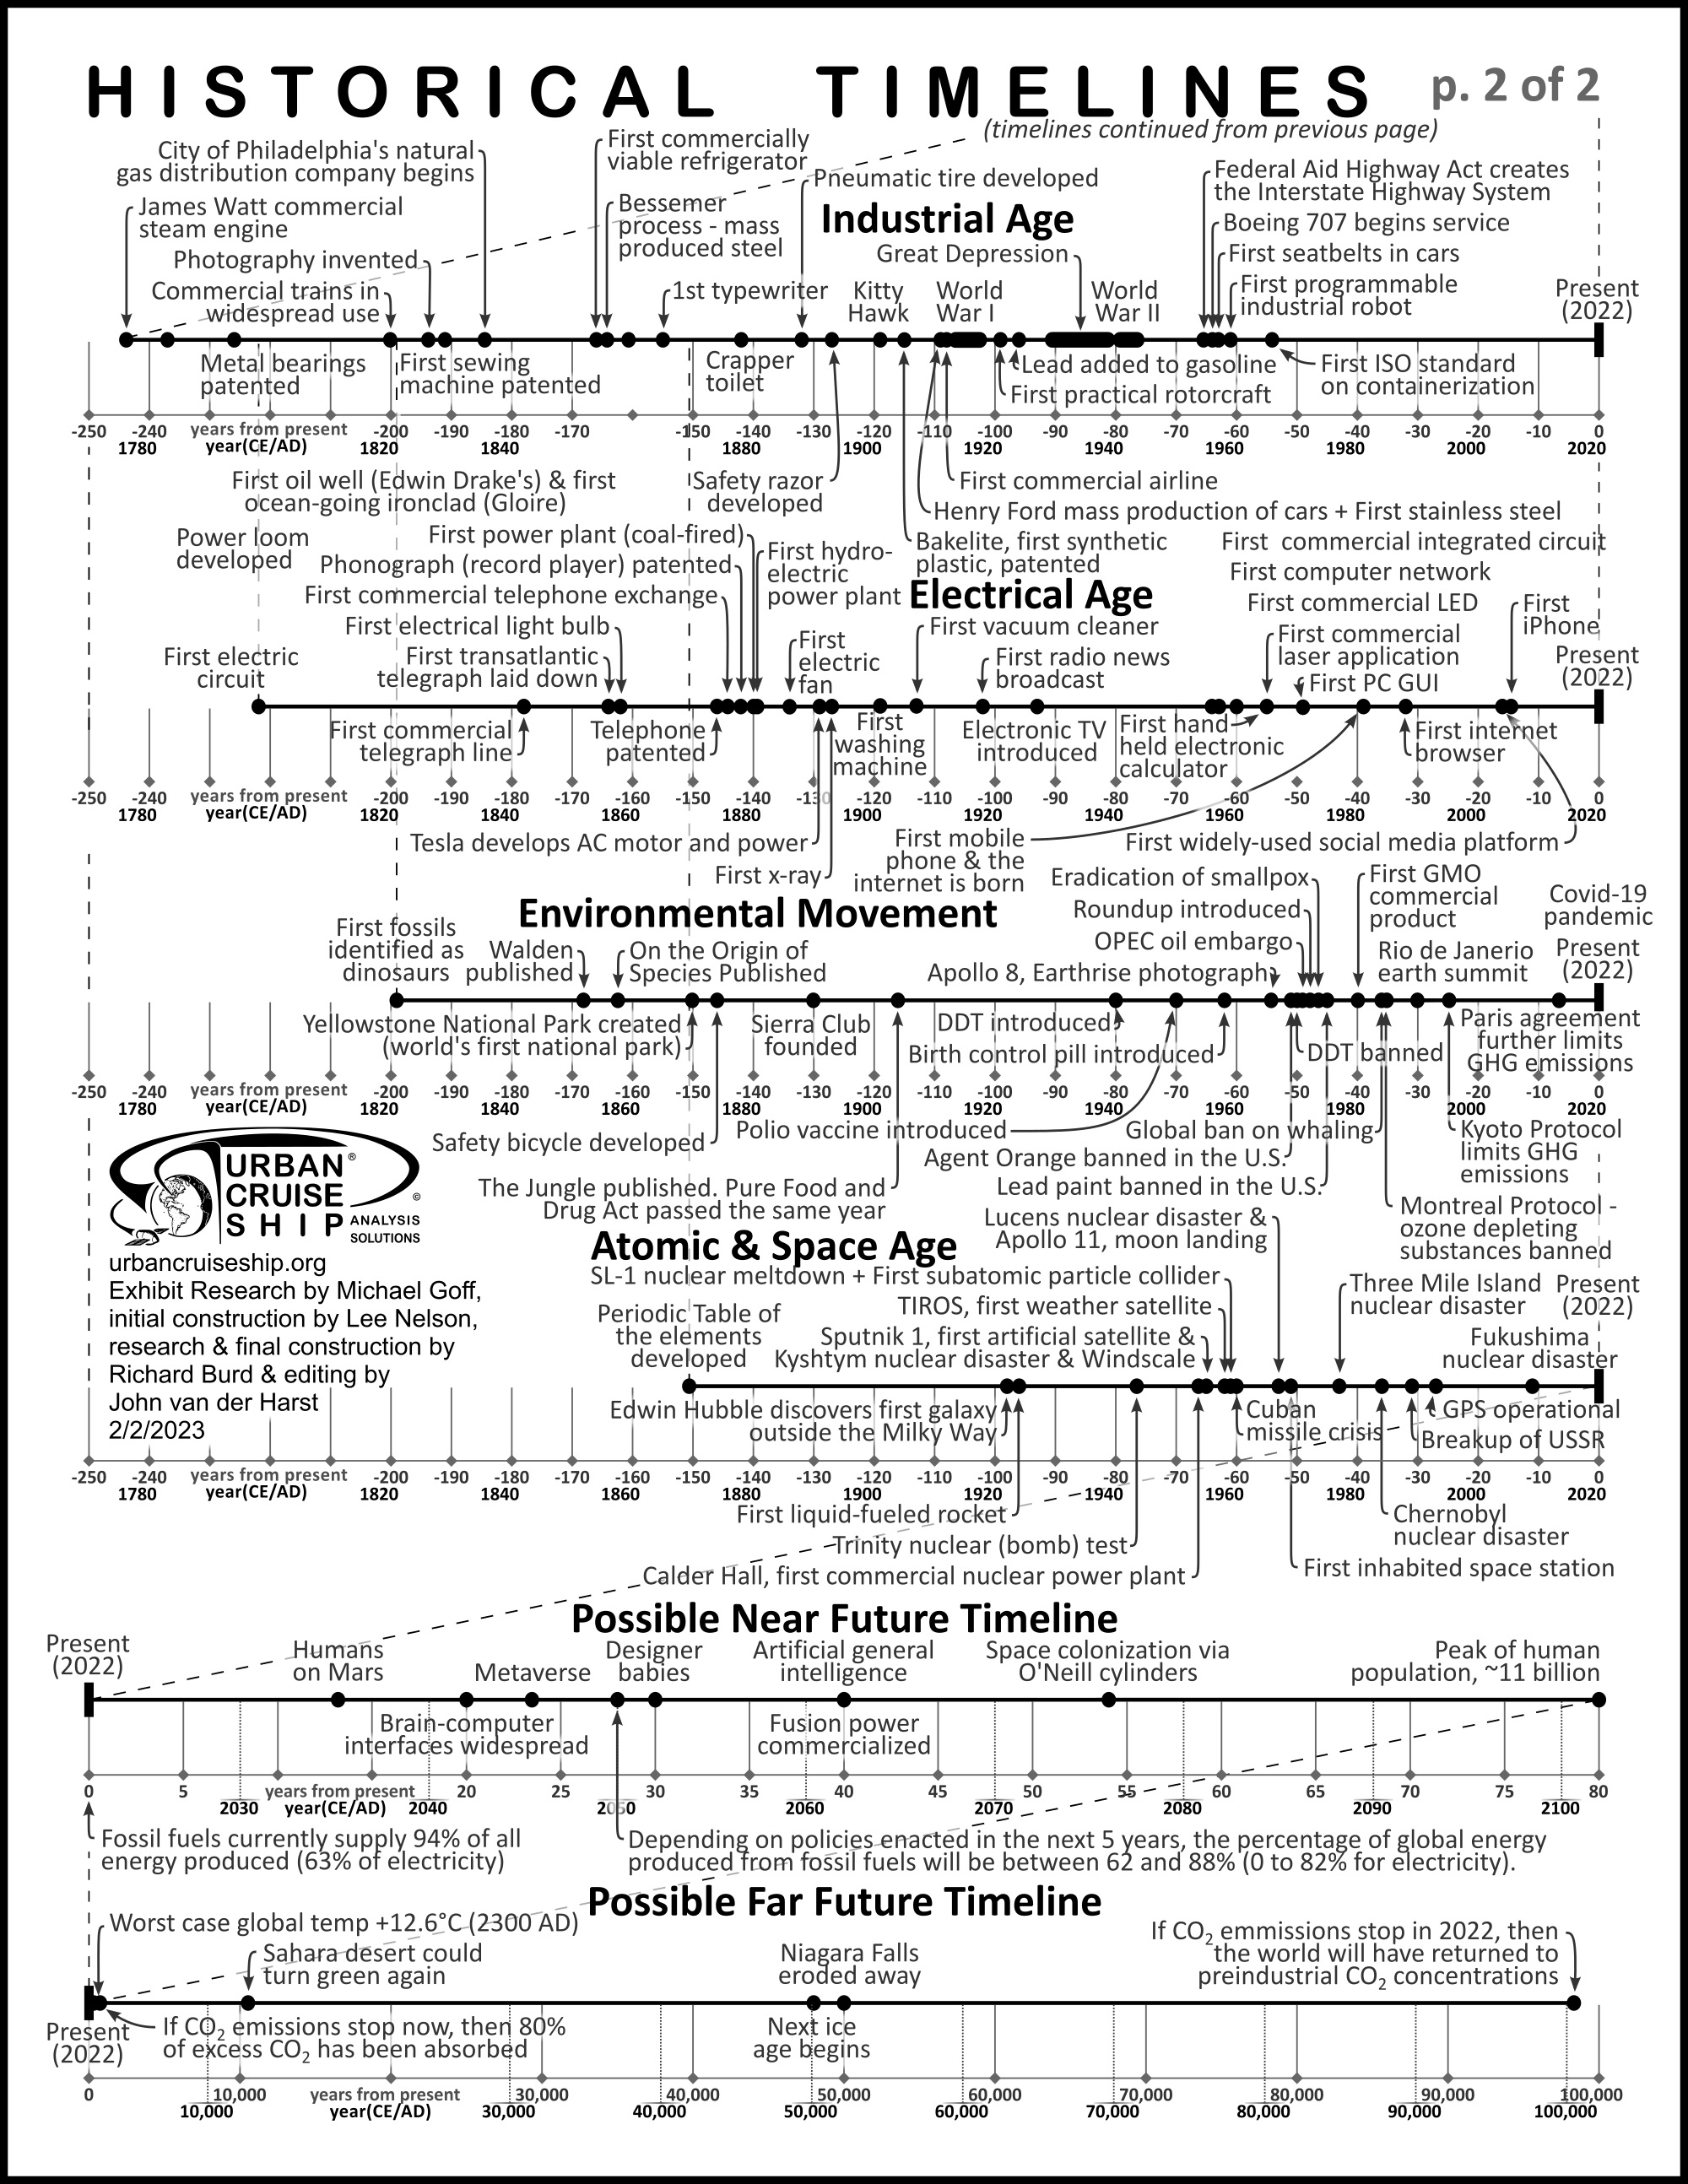 HISTORICAL TIMELINES p. 2 of 2
(timelines continued from previous page)
City of Philadelphia's natural
gas distribution company begins
First commercially
viable refrigerator
Pneumatic tire developed
Federal Aid Highway Act creates
the Interstate Highway System
James Watt commercial
steam engine
Bessemer
process - mass
produced steel
Industrial Age
Boeing 707 begins service
Photography invented
Great Depression
First seatbelts in cars
Commercial trains in
widespread use
1st typewriter
Kitty
Hawk
World
War I
World
War II
First programmable
industrial robot
Present
(2022)
Metal bearings
patented
First sewing
machine patented
Crapper
toilet
Lead added to gasoline
First practical rotorcraft
First ISO standard
on containerization
-250 -240 years from present -200 -190 -180 -170 -150 -140 -130 -120 -110 -100 -90 -80 -70 -60 -50 -40 -30 -20 -10 0
1780 year(CE/AD) 1820 1840 1880 1900 1920 1940 1960 1980 2000 2020
First oil well (Edwin Drake's) & first
ocean-going ironclad (Gloire)
Safety razor
developed
First commercial airline
Henry Ford mass production of cars + First stainless steel
Power loom
developed
Bakelite, first synthetic
plastic, patented
First power plant (coal-fired)
Phonograph (record player) patented
First commercial telephone exchange
First hydro-
electric
power plant
Electrical Age
First commercial integrated circuit
First computer network
First commercial LED
First
iPhone
First electrical light bulb
First
electric
fan
First vacuum cleaner
First commercial
laser application
First electric
circuit
First transatlantic
telegraph laid down
First radio news
broadcast
First PC GUI
Present
(2022)
First commercial
telegraph line
Telephone
patented
First
washing
machine
Electronic TV
introduced
First hand
held electronic
calculator
First internet
browser
-250 -240 years from present -200 -190 -180 -170 -160 -150 -140 -130 -120 -110 -100 -90 -80 -70 -60 -50 -40 -30 -20 -10 0
1780 year(CE/AD) 1820 1840 1860 1880 1900 1920 1940 1960 1980 2000 2020
Tesla develops AC motor and power
First x-ray
First mobile
phone & the
internet is born
First widely-used social media platform
Environmental Movement
Eradication of smallpox
Roundup introduced
OPEC oil embargo
First GMO
commercial
product
Covid-19
pandemic
First fossils
identified as
dinosaurs
Walden
published
On the Origin of
Species Published
Apollo 8, Earthrise photograph
Rio de Janerio
earth summit
Present
(2022)
Yellowstone National Park created
(world's first national park)
Sierra Club
founded
DDT introduced
Birth control pill introduced
DDT banned
Paris agreement
further limits
GHG emissions
-250 -240 years from present -200 -190 -180 -170 -160 -150 -140 -130 -120 -110 -100 -90 -80 -70 -60 -50 -40 -30 -20 -10 0
1780 year(CE/AD) 1820 1840 1860 1880 1900 1920 1940 1960 1980 2000 2020
Safety bicycle developed
Polio vaccine introduced
Global ban on whaling
Kyoto Protocol
limits GHG
emissions
Agent Orange banned in the U.S.
The Jungle published. Pure Food and
Drug Act passed the same year
Lead paint banned in the U.S.
Montreal Protocol -
ozone depleting
substances banned
URBAN®
CRUISE ©
SHIP ANALYSIS
SOLUTIONS
urbancruiseship.org
Exhibit Research by Michael Goff,
initial construction by Lee Nelson,
research & final construction by
Richard Burd & editing by
John van der Harst
2/2/2023
Atomic & Space Age
Lucens nuclear disaster &
Apollo 11, moon landing
SL-1 nuclear meltdown + First subatomic particle collider
Three Mile Island
nuclear disaster
Present
(2022)
Periodic Table of
the elements
developed
TIROS, first weather satellite
Sputnik 1, first artificial satellite &
Kyshtym nuclear disaster & Windscale
Fukushima
nuclear disaster
Edwin Hubble discovers first galaxy
outside the Milky Way
Cuban
missile crisis
GPS operational
Breakup of USSR
-250 -240 years from present -200 -190 -180 -170 -160 -150 -140 -130 -120 -110 -100 -90 -80 -70 -60 -50 -40 -30 -20 -10 0
1780 year(CE/AD) 1820 1840 1860 1880 1900 1920 1940 1960 1980 2000 2020
First liquid-fueled rocket
Chernobyl
nuclear disaster
Trinity nuclear (bomb) test
Calder Hall, first commercial nuclear power plant
First inhabited space station
Possible Near Future Timeline
Present
(2022)
Humans
on Mars
Metaverse
Designer
babies
Artificial general
intelligence
Space colonization via
O'Neill cylinders
Peak of human
population, ~11 billion
Brain-computer
interfaces widespread
Fusion power
commercialized
0 5 years from present 20 25 30 35 40 45 50 55 60 65 70 75 80
2030 year(CE/AD) 2040 2050 2060 2070 2080 2090 2100
Fossil fuels currently supply 94% of all
energy produced (63% of electricity)
Depending on policies enacted in the next 5 years, the percentage of global energy
produced from fossil fuels will be between 62 and 88% (0 to 82% for electricity).
Possible Far Future Timeline
Worst case global temp +12.6°C (2300 AD)
Sahara desert could
turn green again
Niagara Falls
eroded away
If CO₂ emmissions stop in 2022, then
the world will have returned to
preindustrial CO₂ concentrations
Present
(2022)
If CO₂ emissions stop now, then 80%
of excess CO₂ has been absorbed
Next ice
age begins
0 10,000 years from present 30,000 40,000 50,000 60,000 70,000 80,000 90,000 100,000
10,000 year(CE/AD) 30,000 40,000 50,000 60,000 70,000 80,000 90,000 100,000